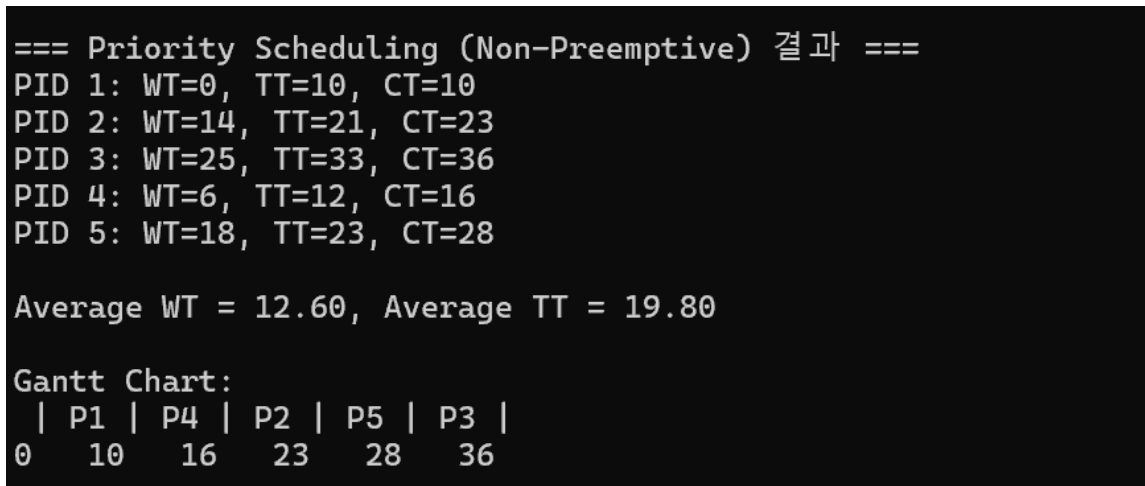 === Priority Scheduling (Non-Preemptive) 결과 ===
PID 1: WT=0, TT=10, CT=10
PID 2: WT=14, TT=21, CT=23
PID 3: WT=25, TT=33, CT=36
PID 4: WT=6, TT=12, CT=16
PID 5: WT=18, TT=23, CT=28
Average WT = 12.60, Average TT = 19.80
Gantt Chart:
 | P1 | P4 | P2 | P5 | P3 |
0   10   16   23   28   36